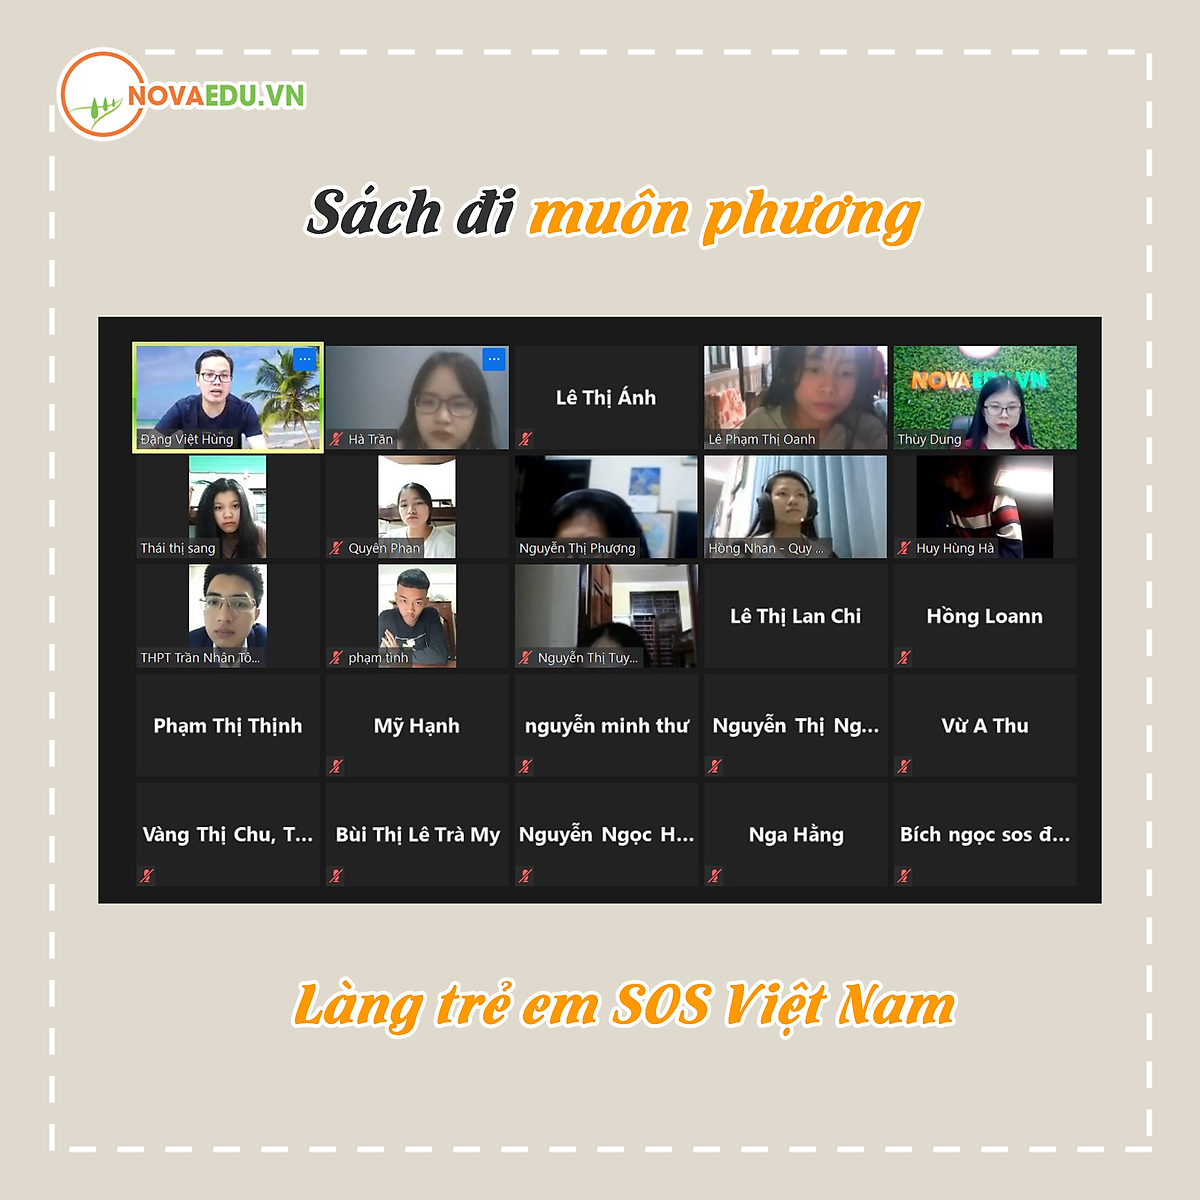 NOVAEDU.VN
Sách đi muôn phương
Đặng Việt Hùng
Hà Trần
Lê Thị Ánh
Lê Phạm Thị Oanh
NOVAEDU.VN
Thùy Dung
Thái thị sang
Quyên Phan
Nguyễn Thị Phượng
Hồng Nhan - Quy ...
Huy Hùng Hà
THPT Trần Nhân Tô...
phạm tình
Nguyễn Thị Tuy...
Lê Thị Lan Chi
Hồng Loann
Phạm Thị Thịnh
Mỹ Hạnh
nguyễn minh thư
Nguyễn Thị Ng...
Vừ A Thu
Vàng Thị Chu, T...
Bùi Thị Lê Trà My
Nguyễn Ngọc H...
Nga Hằng
Bích ngọc sos đ...
Làng trẻ em SOS Việt Nam